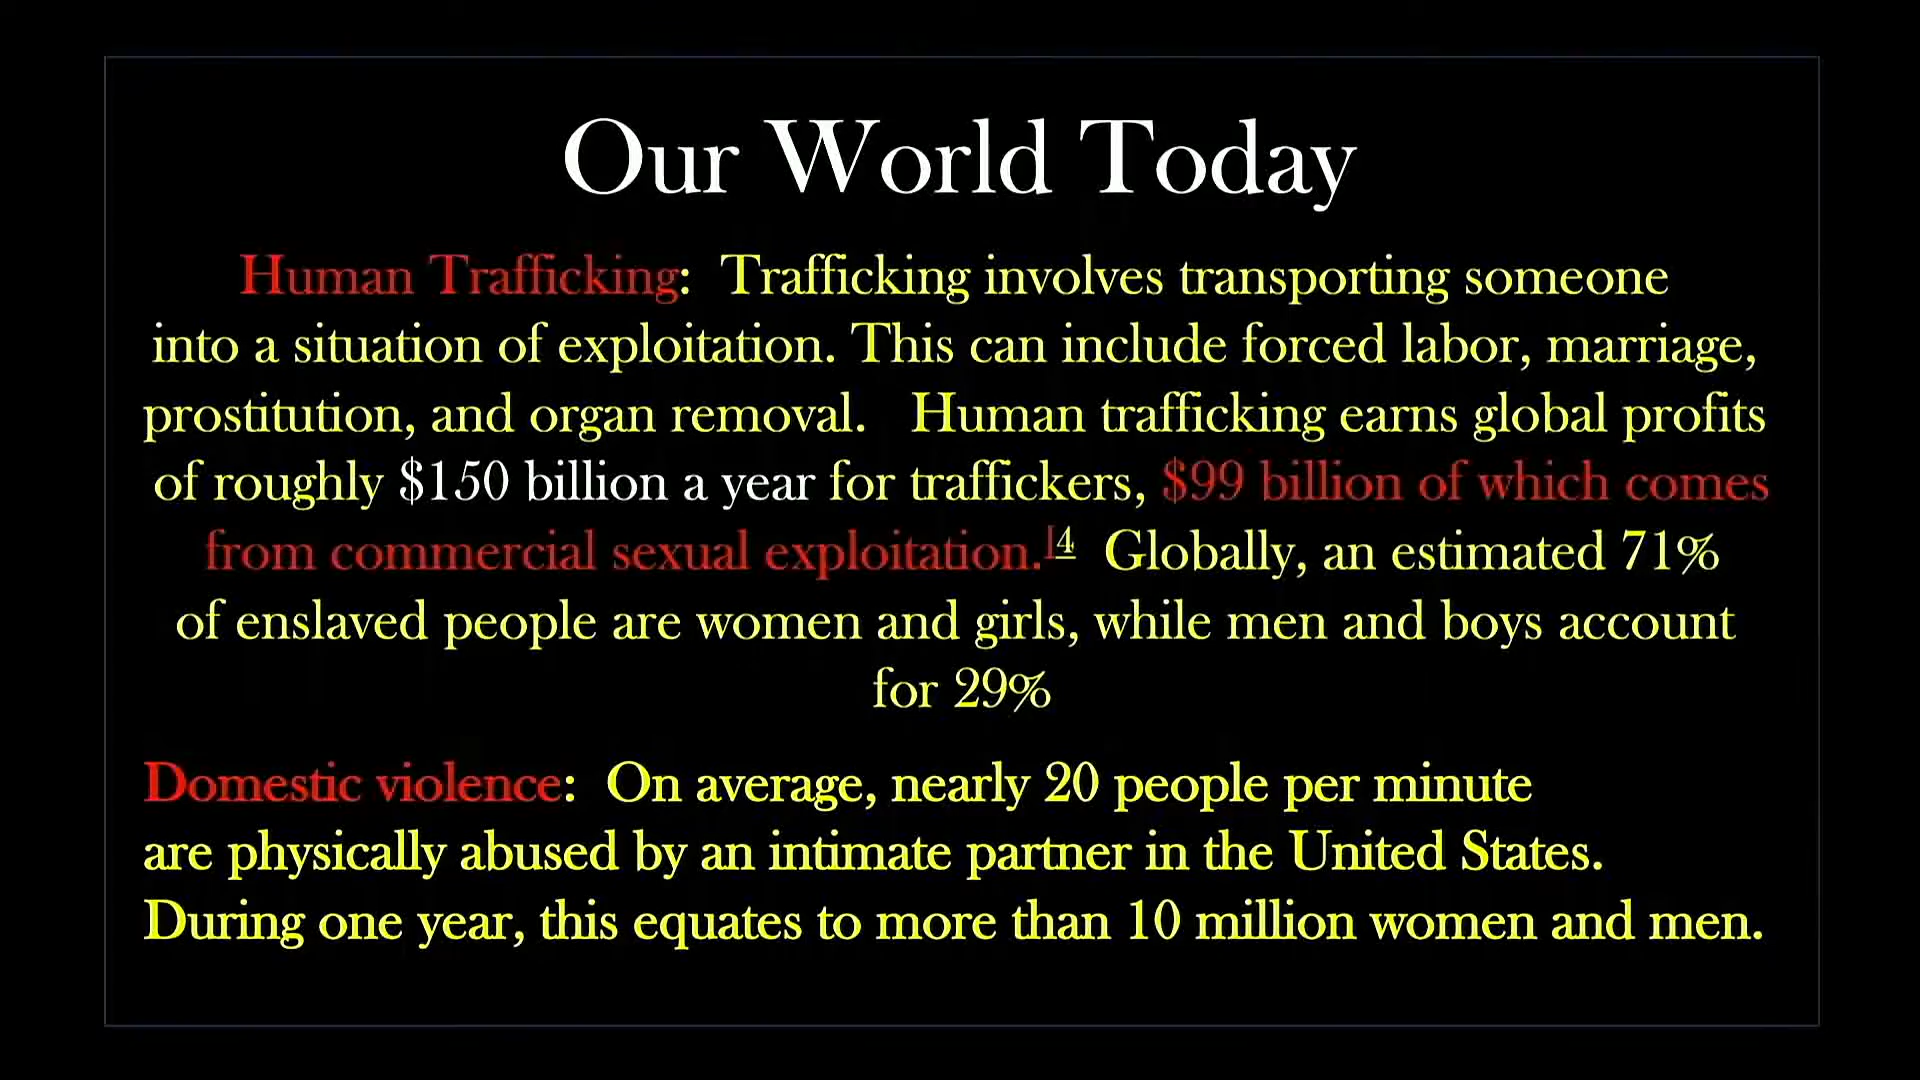 Our World Today
Human Trafficking:  Trafficking involves transporting someone
into a situation of exploitation. This can include forced labor, marriage,
prostitution, and organ removal.   Human trafficking earns global profits
of roughly $150 billion a year for traffickers, $99 billion of which comes
from commercial sexual exploitation.[4  Globally, an estimated 71%
of enslaved people are women and girls, while men and boys account
for 29%
Domestic violence:  On average, nearly 20 people per minute
are physically abused by an intimate partner in the United States.
During one year, this equates to more than 10 million women and men.